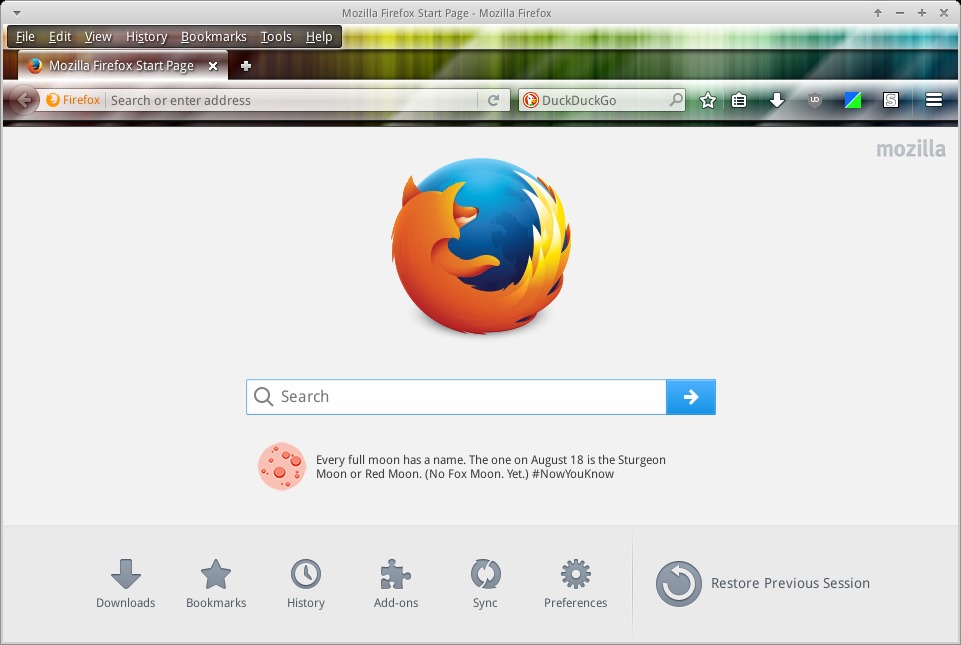 Mozilla Firefox Start Page - Mozilla Firefox
File Edit View History Bookmarks Tools Help
Mozilla Firefox Start Page
Firefox Search or enter address DuckDuckGo
mozilla
Search
Every full moon has a name. The one on August 18 is the Sturgeon
Moon or Red Moon. (No Fox Moon. Yet.) #NowYouKnow
Downloads Bookmarks History Add-ons Sync Preferences Restore Previous Session